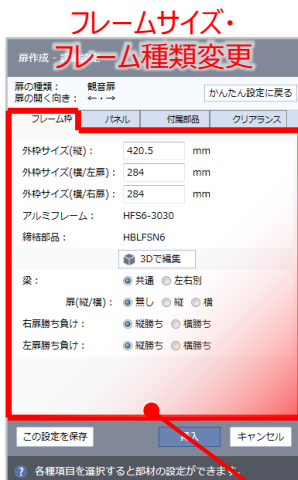 フレームサイズ・
フレーム種類変更
扉作成 -
扉の種類： 観音扉
扉の開く向き： ←・→
かんたん設定に戻る
フレーム枠 パネル 付属部品 クリアランス
外枠サイズ(縦)： 420.5 mm
外枠サイズ(横/左扉)： 284 mm
外枠サイズ(横/右扉)： 284 mm
アルミフレーム： HFS6-3030
締結部品： HBLFSN6
3Dで編集
梁： 共通 左右別
扉(縦/横)： 無し 縦 横
右扉勝ち負け： 縦勝ち 横勝ち
左扉勝ち負け： 縦勝ち 横勝ち
この設定を保存 挿入 キャンセル
? 各種項目を選択すると部材の設定ができます。